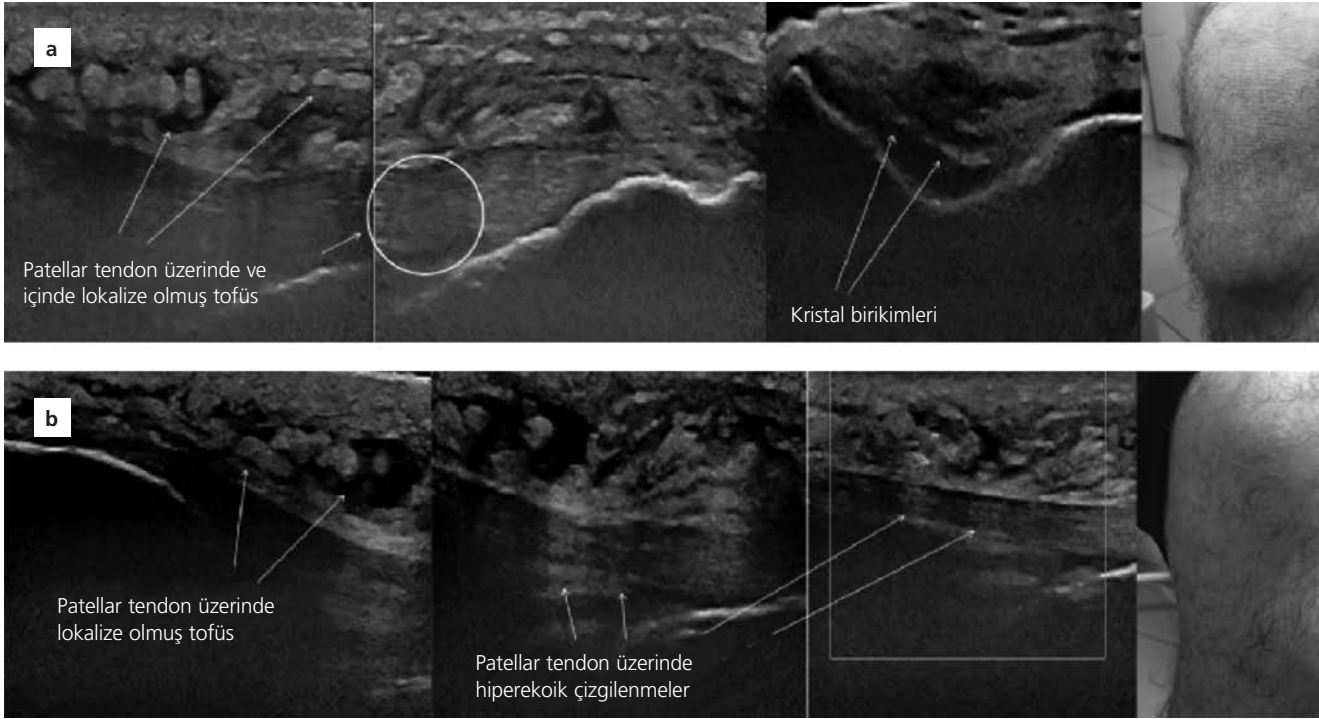 a
Patellar tendon üzerinde ve
içinde lokalize olmuş tofüs
Kristal birikimleri
b
Patellar tendon üzerinde
lokalize olmuş tofüs
Patellar tendon üzerinde
hiperekoik çizgilenmeler